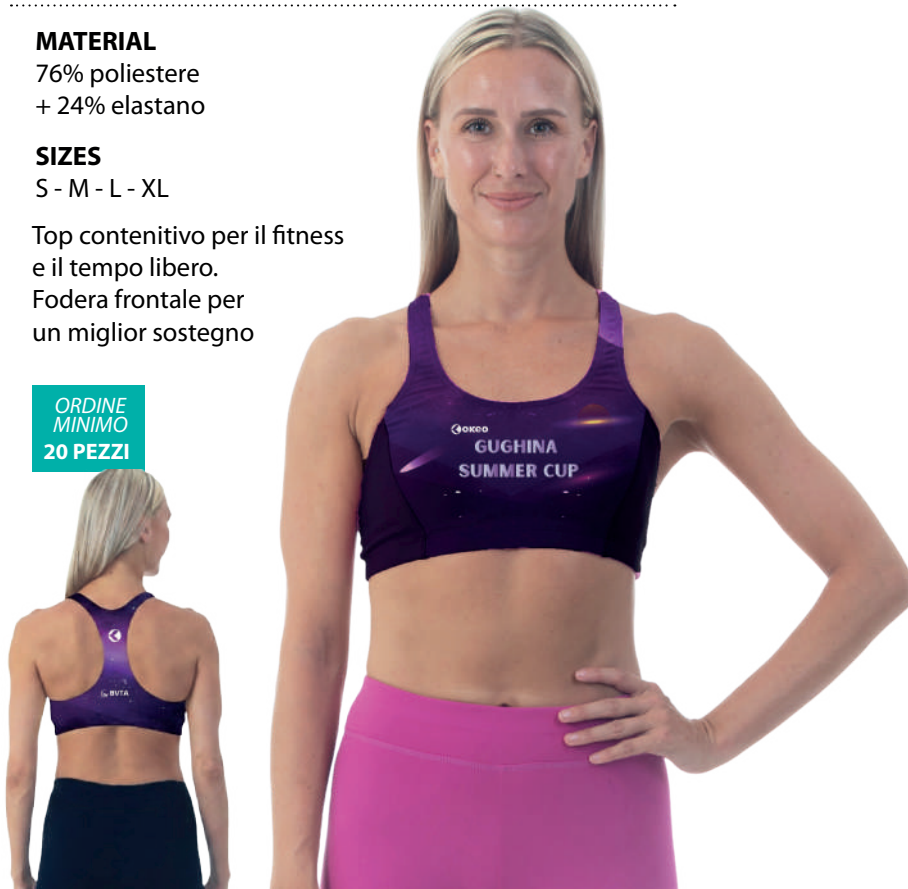 MATERIAL
76% poliestere
+ 24% elastano
SIZES
S - M - L - XL
Top contenitivo per il fitness
e il tempo libero.
Fodera frontale per
un miglior sostegno
ORDINE
MINIMO
20 PEZZI
GUGHINA
SUMMER CUP